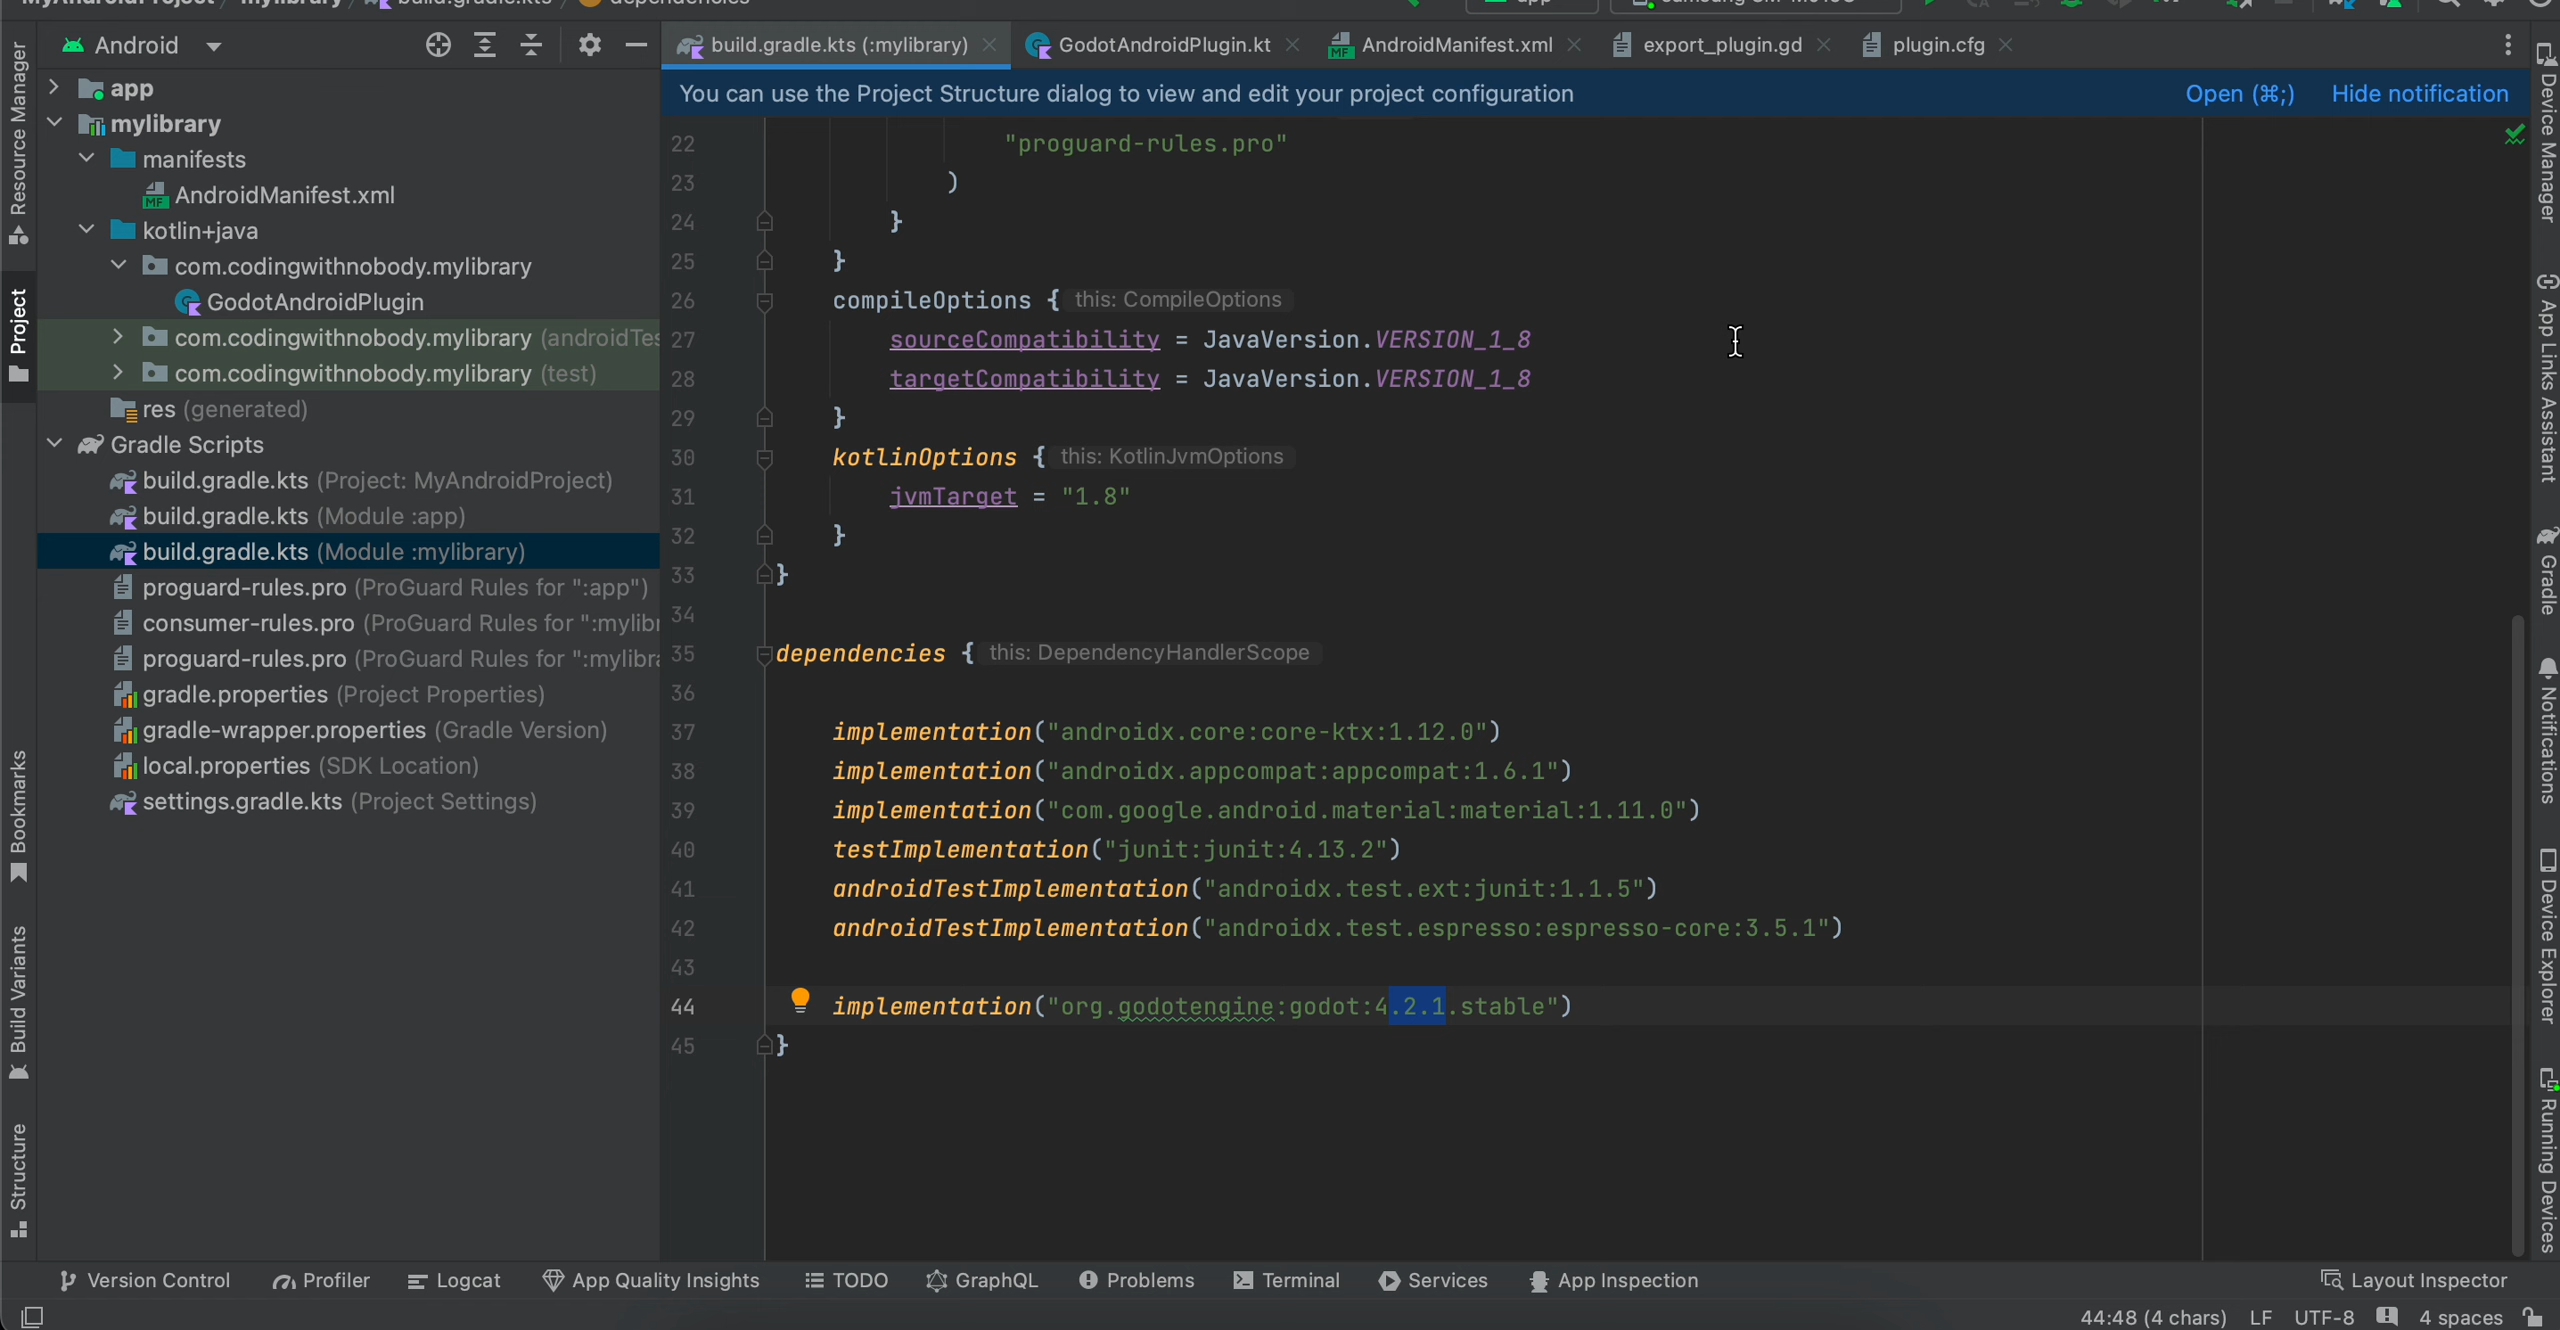 MyAndroidProject mylibrary build.gradle.kts dependencies
app
Samsung SM-M013G
Android
build.gradle.kts (:mylibrary)
GodotAndroidPlugin.kt
AndroidManifest.xml
export_plugin.gd
plugin.cfg
You can use the Project Structure dialog to view and edit your project configuration
Open (⌘;)
Hide notification
Resource Manager
Project
Bookmarks
Build Variants
Structure
app
mylibrary
manifests
AndroidManifest.xml
kotlin+java
com.codingwithnobody.mylibrary
GodotAndroidPlugin
com.codingwithnobody.mylibrary (androidTes
com.codingwithnobody.mylibrary (test)
res (generated)
Gradle Scripts
build.gradle.kts (Project: MyAndroidProject)
build.gradle.kts (Module :app)
build.gradle.kts (Module :mylibrary)
proguard-rules.pro (ProGuard Rules for ":app")
consumer-rules.pro (ProGuard Rules for ":mylibr
proguard-rules.pro (ProGuard Rules for ":mylibra
gradle.properties (Project Properties)
gradle-wrapper.properties (Gradle Version)
local.properties (SDK Location)
settings.gradle.kts (Project Settings)
22 "proguard-rules.pro"
23 )
24 }
25 }
26 compileOptions { this: CompileOptions
27 sourceCompatibility = JavaVersion.VERSION_1_8
28 targetCompatibility = JavaVersion.VERSION_1_8
29 }
30 kotlinOptions { this: KotlinJvmOptions
31 jvmTarget = "1.8"
32 }
33 }
34
35 dependencies { this: DependencyHandlerScope
36
37 implementation("androidx.core:core-ktx:1.12.0")
38 implementation("androidx.appcompat:appcompat:1.6.1")
39 implementation("com.google.android.material:material:1.11.0")
40 testImplementation("junit:junit:4.13.2")
41 androidTestImplementation("androidx.test.ext:junit:1.1.5")
42 androidTestImplementation("androidx.test.espresso:espresso-core:3.5.1")
43
44 implementation("org.godotengine:godot:4.2.1.stable")
45 }
Device Manager
App Links Assistant
Gradle
Notifications
Device Explorer
Running Devices
Version Control
Profiler
Logcat
App Quality Insights
TODO
GraphQL
Problems
Terminal
Services
App Inspection
Layout Inspector
44:48 (4 chars)
LF
UTF-8
4 spaces